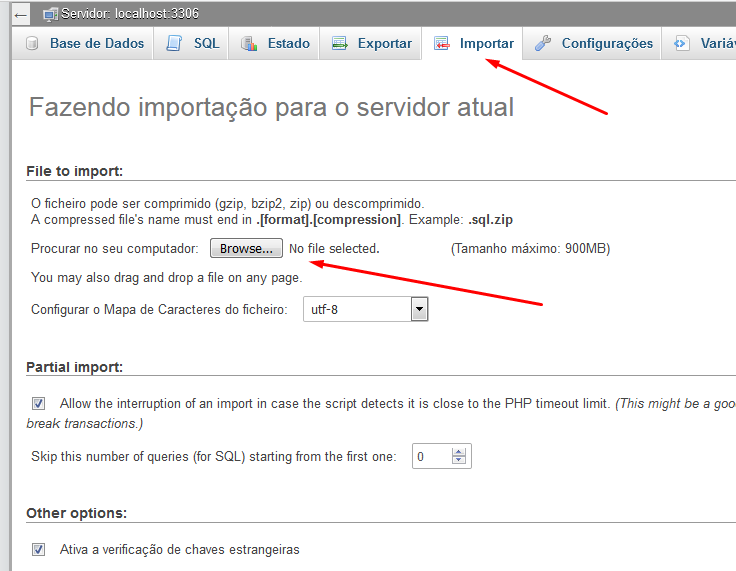 Servidor: localhost:3306
Base de Dados SQL Estado Exportar Importar Configurações
Fazendo importação para o servidor atual
File to import:
O ficheiro pode ser comprimido (gzip, bzip2, zip) ou descomprimido.
A compressed file's name must end in .[format].[compression]. Example: .sql.zip
Procurar no seu computador: Browse... No file selected. (Tamanho máximo: 900MB)
You may also drag and drop a file on any page.
Configurar o Mapa de Caracteres do ficheiro: utf-8
Partial import:
Allow the interruption of an import in case the script detects it is close to the PHP timeout limit. (This might be a
break transactions.)
Skip this number of queries (for SQL) starting from the first one: 0
Other options:
Ativa a verificação de chaves estrangeiras